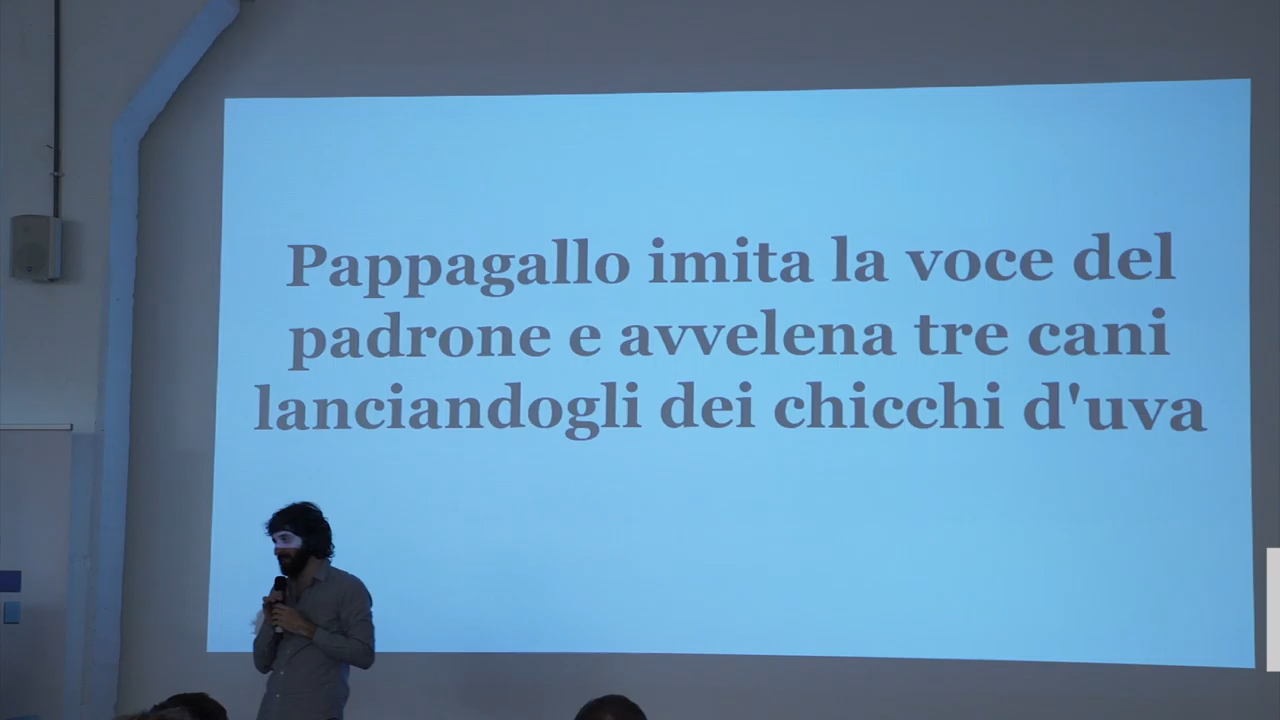 Pappagallo imita la voce del
padrone e avvelena tre cani
lanciandogli dei chicchi d'uva